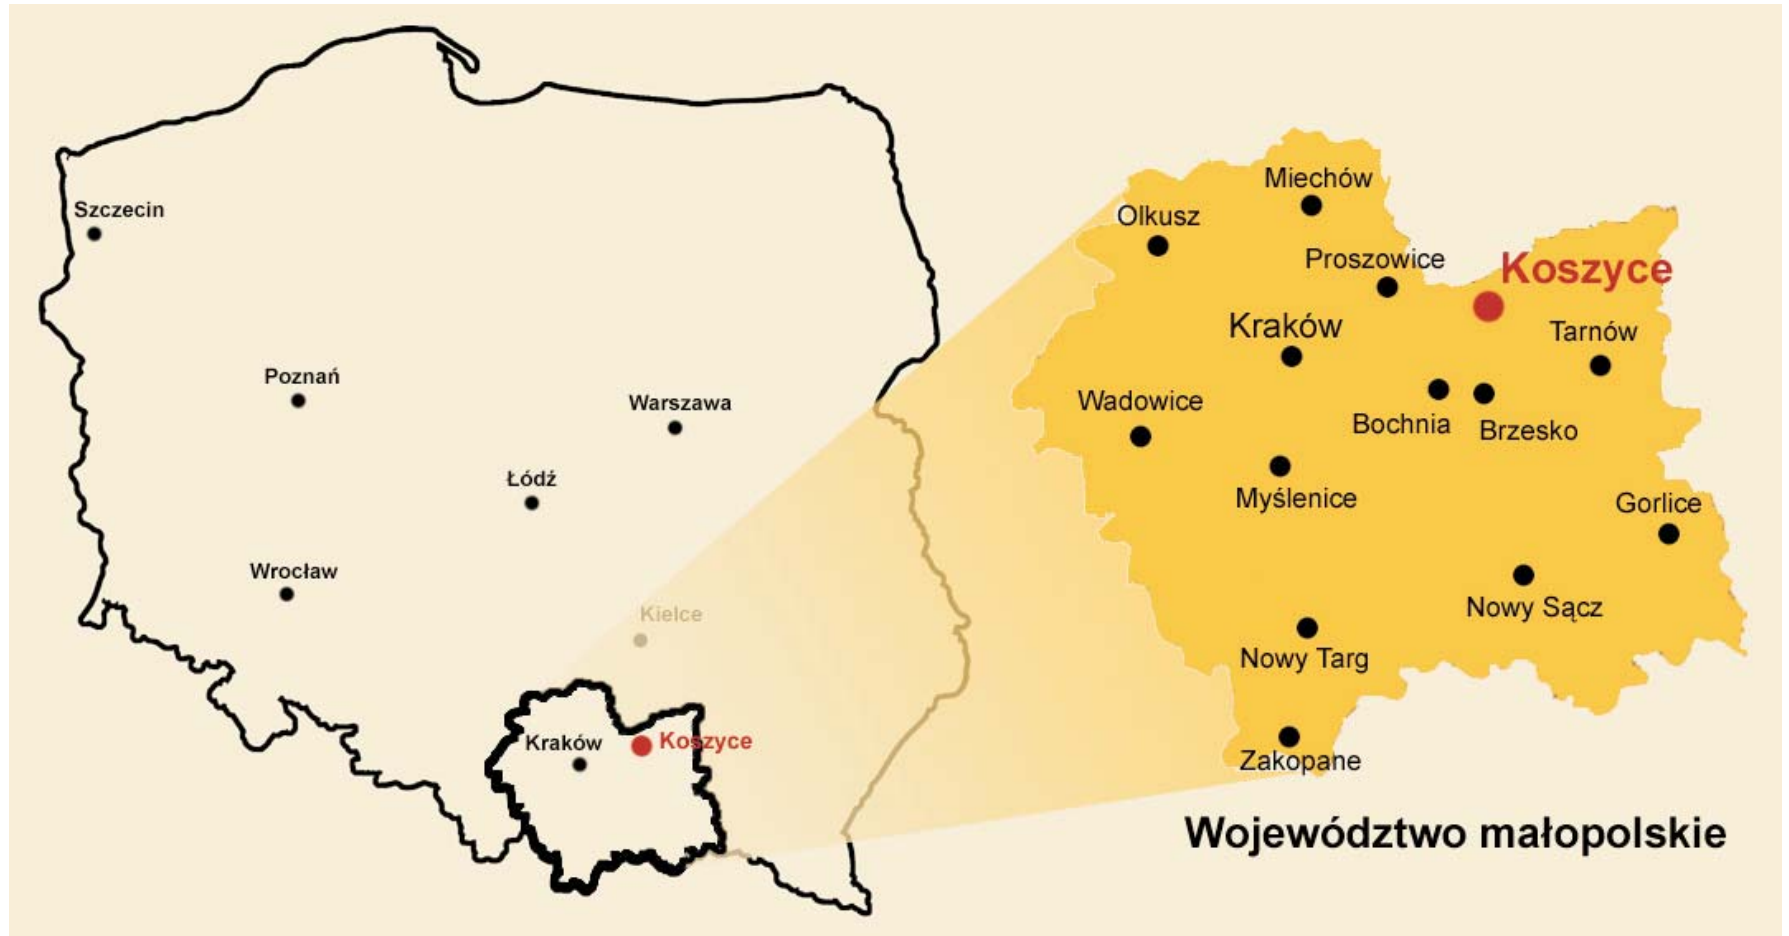 Szczecin
Poznań
Warszawa
Łódź
Wrocław
Kielce
Kraków
Koszyce
Miechów
Olkusz
Proszowice
Koszyce
Kraków
Tarnów
Wadowice
Bochnia
Brzesko
Myślenice
Gorlice
Nowy Sącz
Nowy Targ
Zakopane
Województwo małopolskie